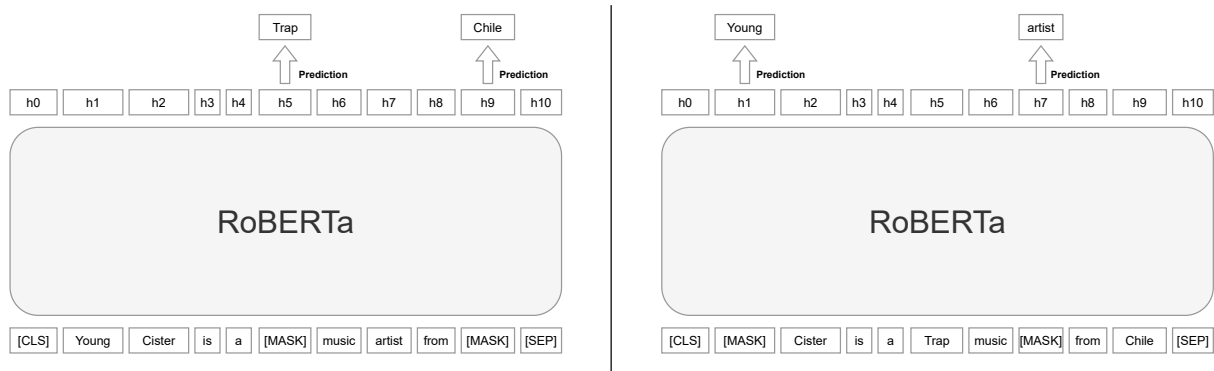 Trap Chile
Prediction Prediction
h0 h1 h2 h3 h4 h5 h6 h7 h8 h9 h10
RoBERTa
[CLS] Young Cister is a [MASK] music artist from [MASK] [SEP]
Young artist
Prediction Prediction
h0 h1 h2 h3 h4 h5 h6 h7 h8 h9 h10
RoBERTa
[CLS] [MASK] Cister is a Trap music [MASK] from Chile [SEP]